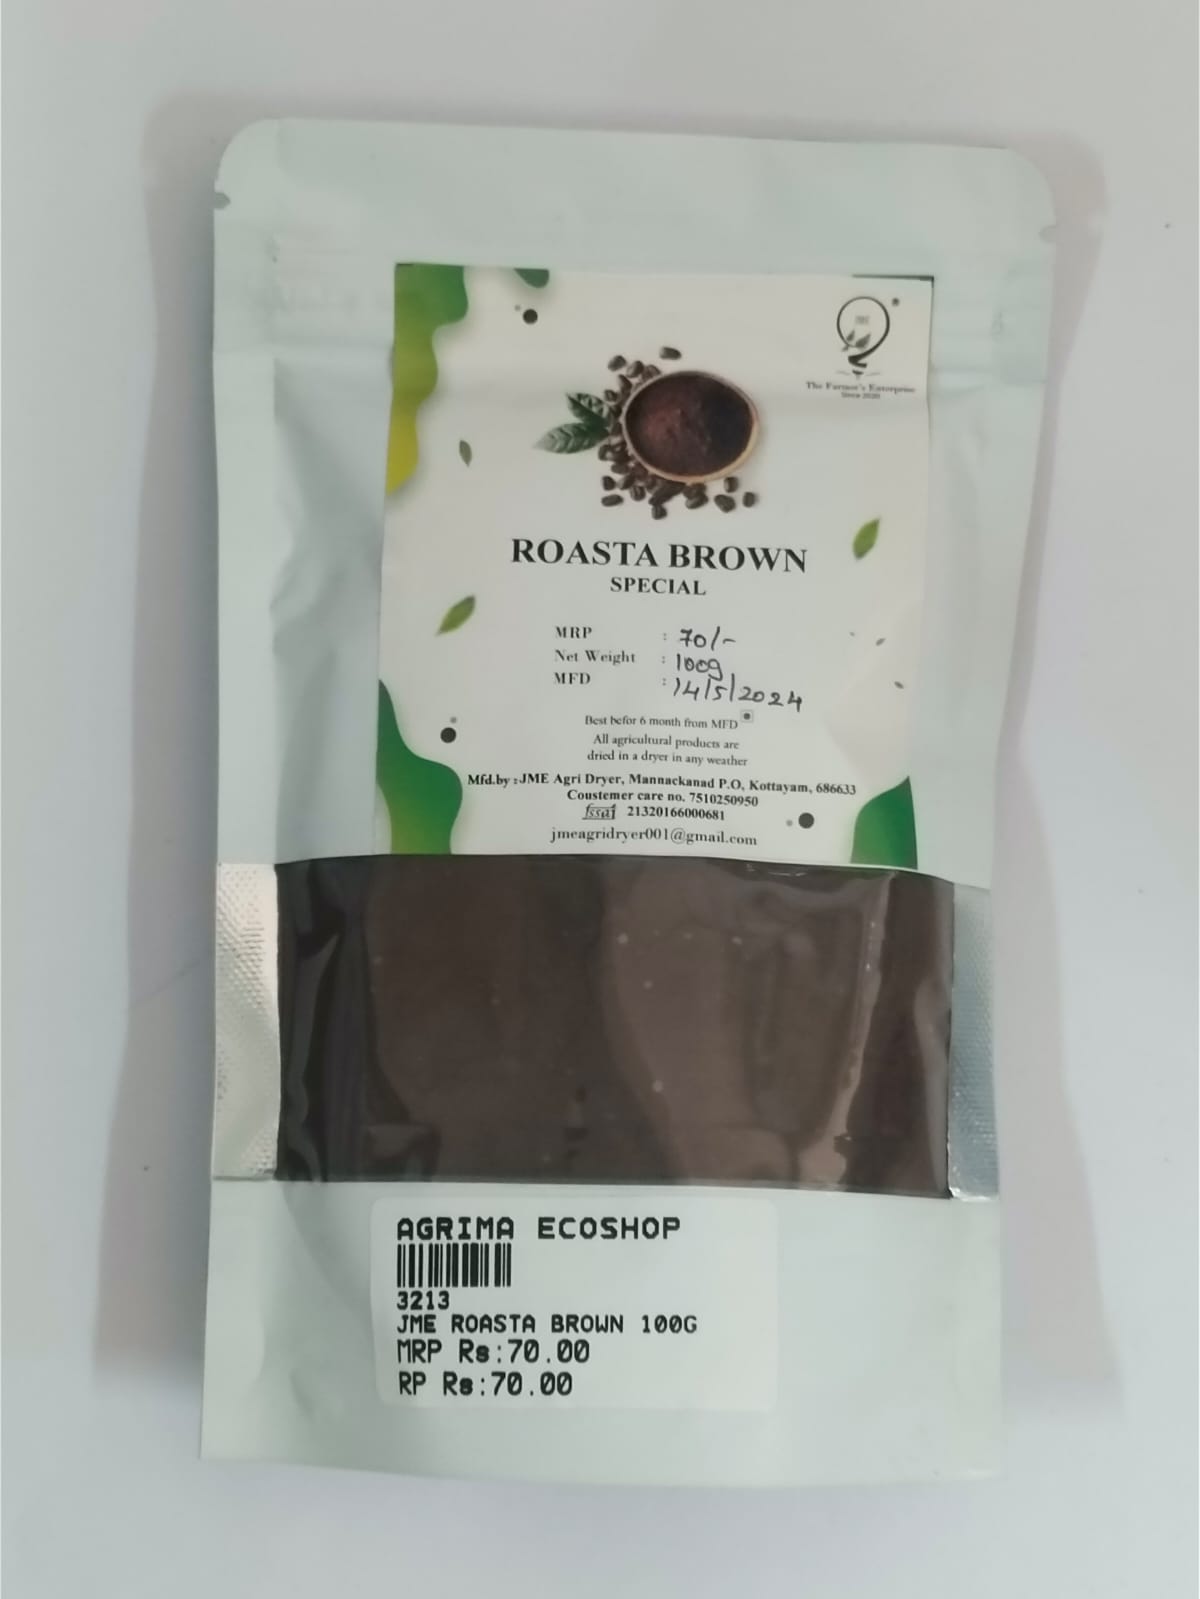 The Farmer's Enterprise
Since 2020
ROASTA BROWN
SPECIAL
MRP : 70/-
Net Weight : 100g
MFD : 14/5/2024
Best befor 6 month from MFD
All agricultural products are
dried in a dryer in any weather
Mfd.by : JME Agri Dryer, Mannackanad P.O, Kottayam, 686633
Coustemer care no. 7510250950
fssai 21320166000681
jmeagridryer001@gmail.com
AGRIMA ECOSHOP
3213
JME ROASTA BROWN 100G
MRP Rs:70.00
RP Rs:70.00